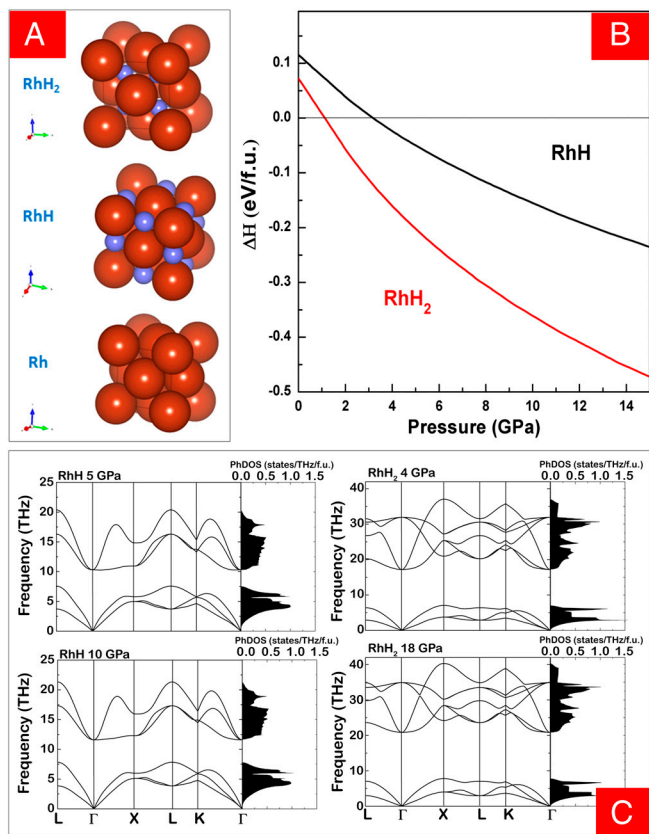 A
RhH₂
RhH
Rh
B
0.1
0.0
-0.1
-0.2
-0.3
-0.4
-0.5
ΔH (eV/f.u.)
RhH
RhH₂
0 2 4 6 8 10 12 14
Pressure (GPa)
PhDOS (states/THz/f.u.)
RhH 5 GPa 0.0 0.5 1.0 1.5
25
20
15
10
5
0
Frequency (THz)
PhDOS (states/THz/f.u.)
RhH₂ 4 GPa 0.0 0.5 1.0 1.5
40
30
20
10
0
Frequency (THz)
PhDOS (states/THz/f.u.)
RhH 10 GPa 0.0 0.5 1.0 1.5
25
20
15
10
5
0
Frequency (THz)
L Γ X L K Γ
PhDOS (states/THz/f.u.)
RhH₂ 18 GPa 0.0 0.5 1.0 1.5
40
30
20
10
0
Frequency (THz)
L Γ X L K Γ
C